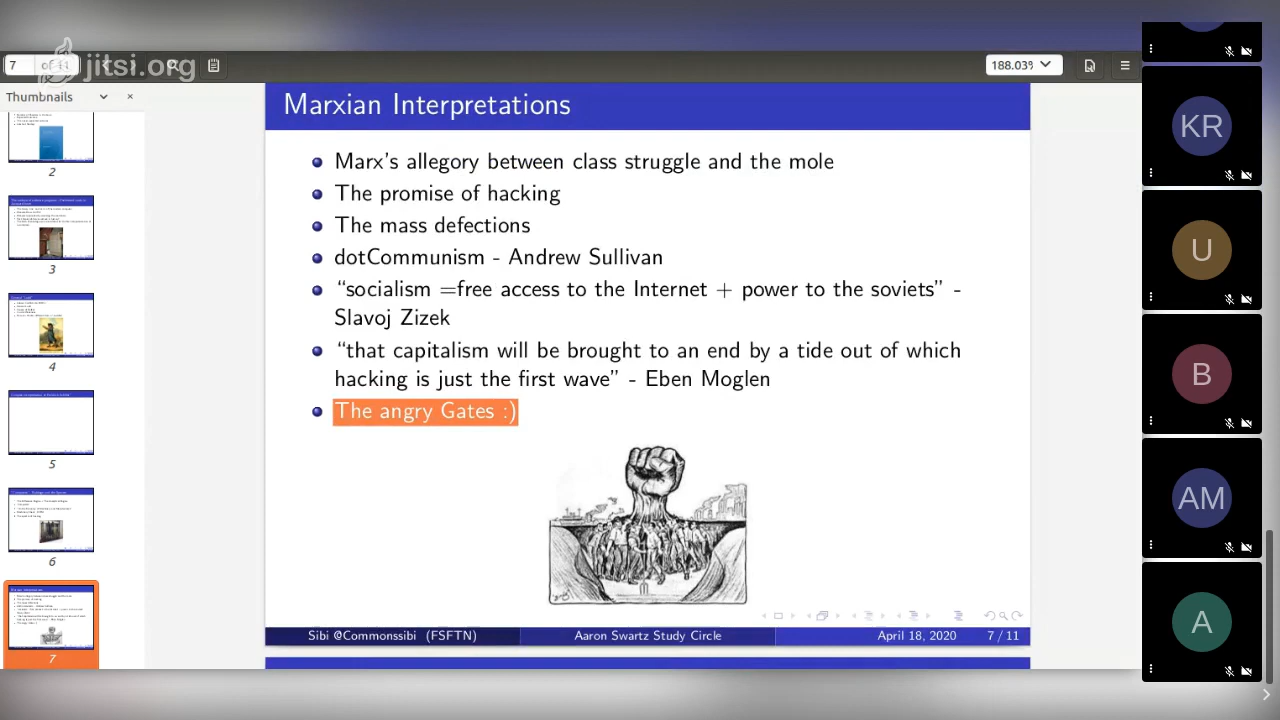 jitsi.org
7 of 11
188.03%
Thumbnails
Marxian Interpretations
Marx's allegory between class struggle and the mole
The promise of hacking
The mass defections
dotCommunism - Andrew Sullivan
“socialism =free access to the Internet + power to the soviets” -
Slavoj Zizek
“that capitalism will be brought to an end by a tide out of which
hacking is just the first wave” - Eben Moglen
The angry Gates :)
Sibi @Commonssibi (FSFTN)
Aaron Swartz Study Circle
April 18, 2020
7 / 11
2
3
4
5
6
7
KR
U
B
AM
A